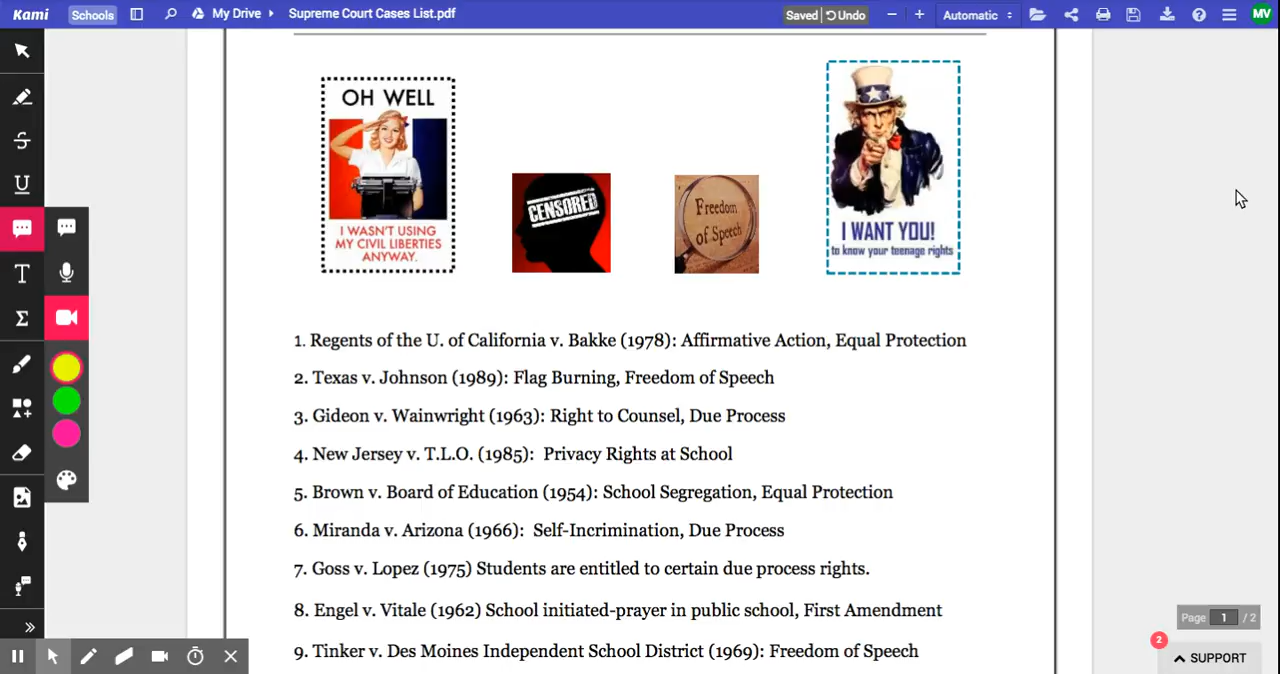 Kami Schools My Drive Supreme Court Cases List.pdf Saved Undo Automatic MV
OH WELL
I WASN'T USING
MY CIVIL LIBERTIES
ANYWAY.
CENSORED
Freedom
of Speech
I WANT YOU!
to know your teenage rights
1. Regents of the U. of California v. Bakke (1978): Affirmative Action, Equal Protection
2. Texas v. Johnson (1989): Flag Burning, Freedom of Speech
3. Gideon v. Wainwright (1963): Right to Counsel, Due Process
4. New Jersey v. T.L.O. (1985): Privacy Rights at School
5. Brown v. Board of Education (1954): School Segregation, Equal Protection
6. Miranda v. Arizona (1966): Self-Incrimination, Due Process
7. Goss v. Lopez (1975) Students are entitled to certain due process rights.
8. Engel v. Vitale (1962) School initiated-prayer in public school, First Amendment
9. Tinker v. Des Moines Independent School District (1969): Freedom of Speech
Page 1 / 2
2
SUPPORT